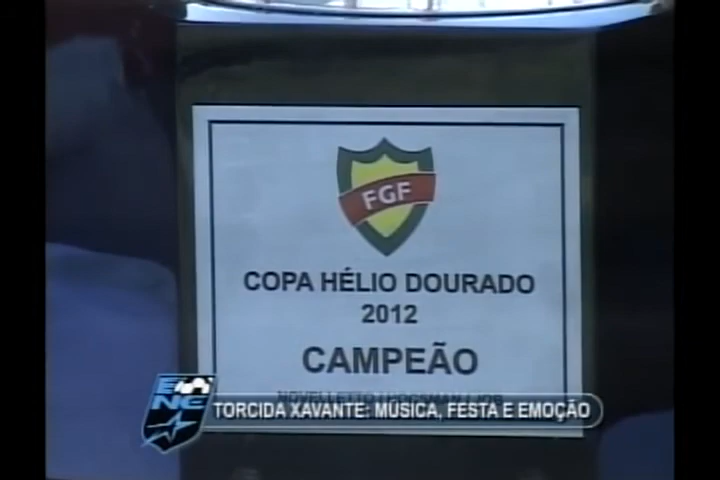 FGF
COPA HÉLIO DOURADO
2012
CAMPEÃO
TORCIDA XAVANTE: MÚSICA, FESTA E EMOÇÃO